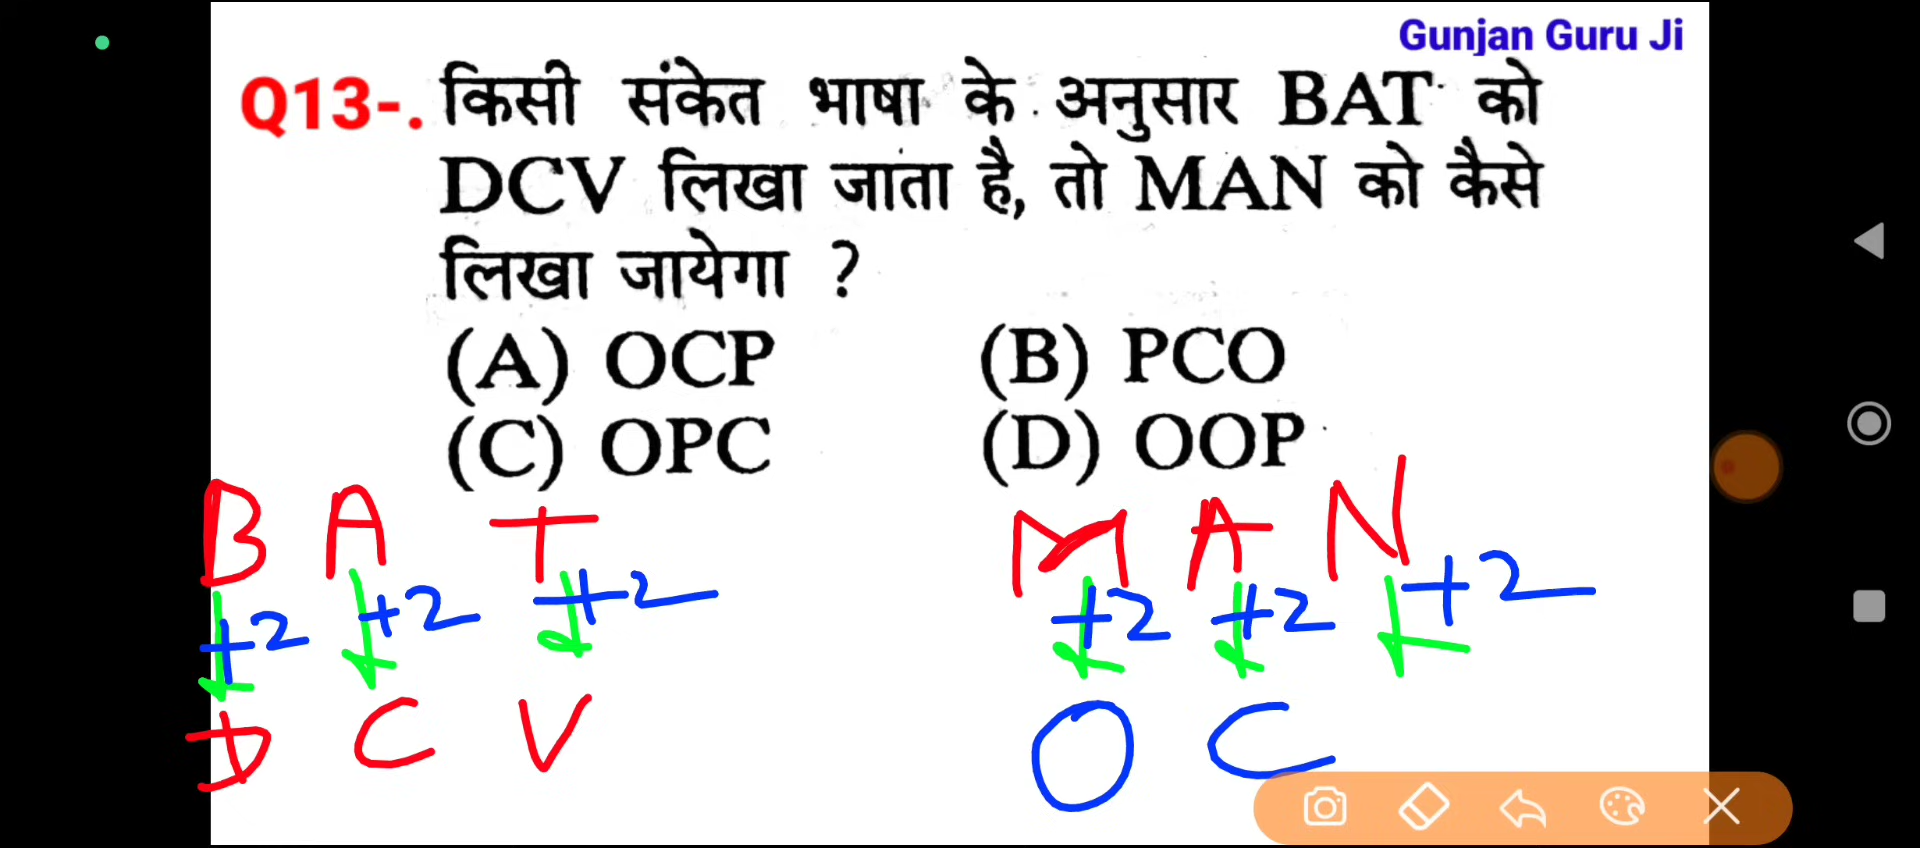 Gunjan Guru Ji
Q13-. किसी संकेत भाषा के अनुसार BAT को
DCV लिखा जाता है, तो MAN को कैसे
लिखा जायेगा ?
(A) OCP (B) PCO
(C) OPC (D) OOP
B A T M A N
+2 +2 +2 +2 +2 +2
D C V O C